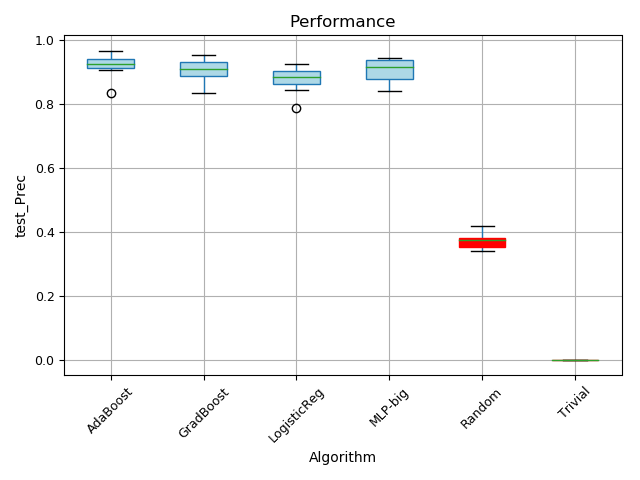 Performance
1.0
0.8
0.6
0.4
0.2
0.0
test_Prec
AdaBoost
GradBoost
LogisticReg
MLP-big
Random
Trivial
Algorithm